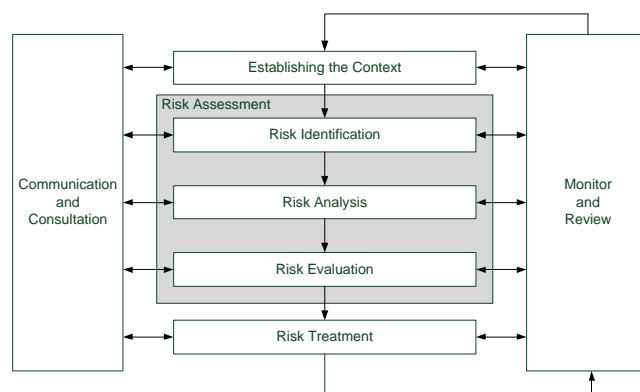 Establishing the Context
Risk Assessment
Risk Identification
Communication
and
Consultation
Risk Analysis
Monitor
and
Review
Risk Evaluation
Risk Treatment